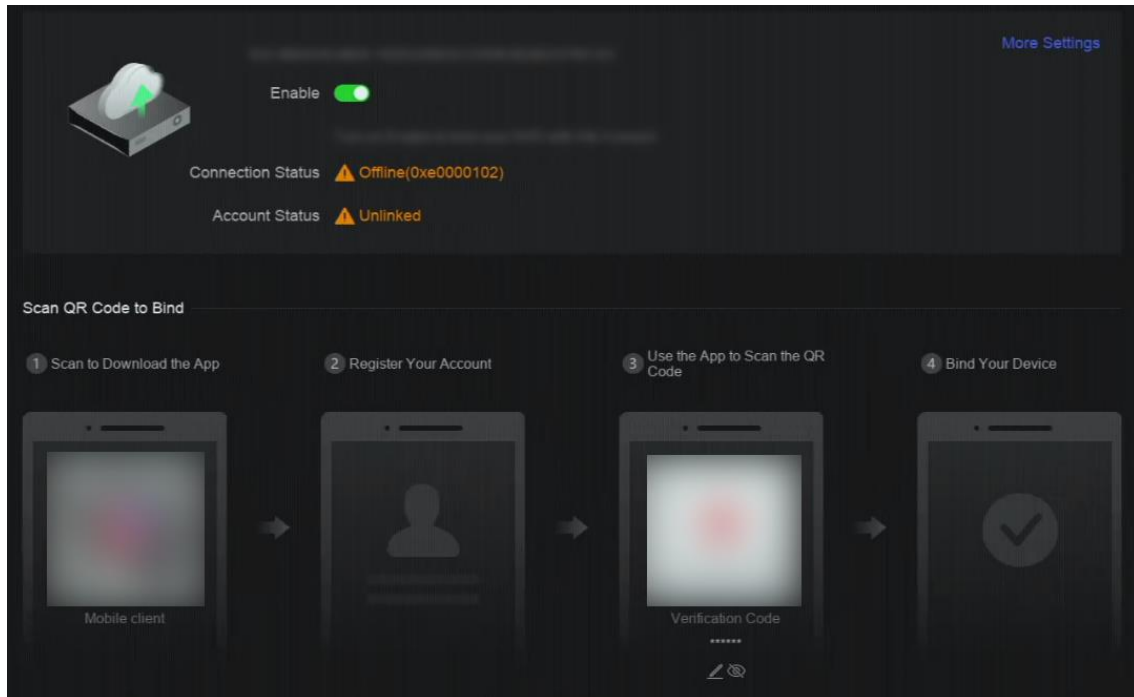 More Settings
Enable
Connection Status Offline(0xe0000102)
Account Status Unlinked
Scan QR Code to Bind
1 Scan to Download the App
2 Register Your Account
3 Use the App to Scan the QR
Code
4 Bind Your Device
Mobile client
Verification Code
******